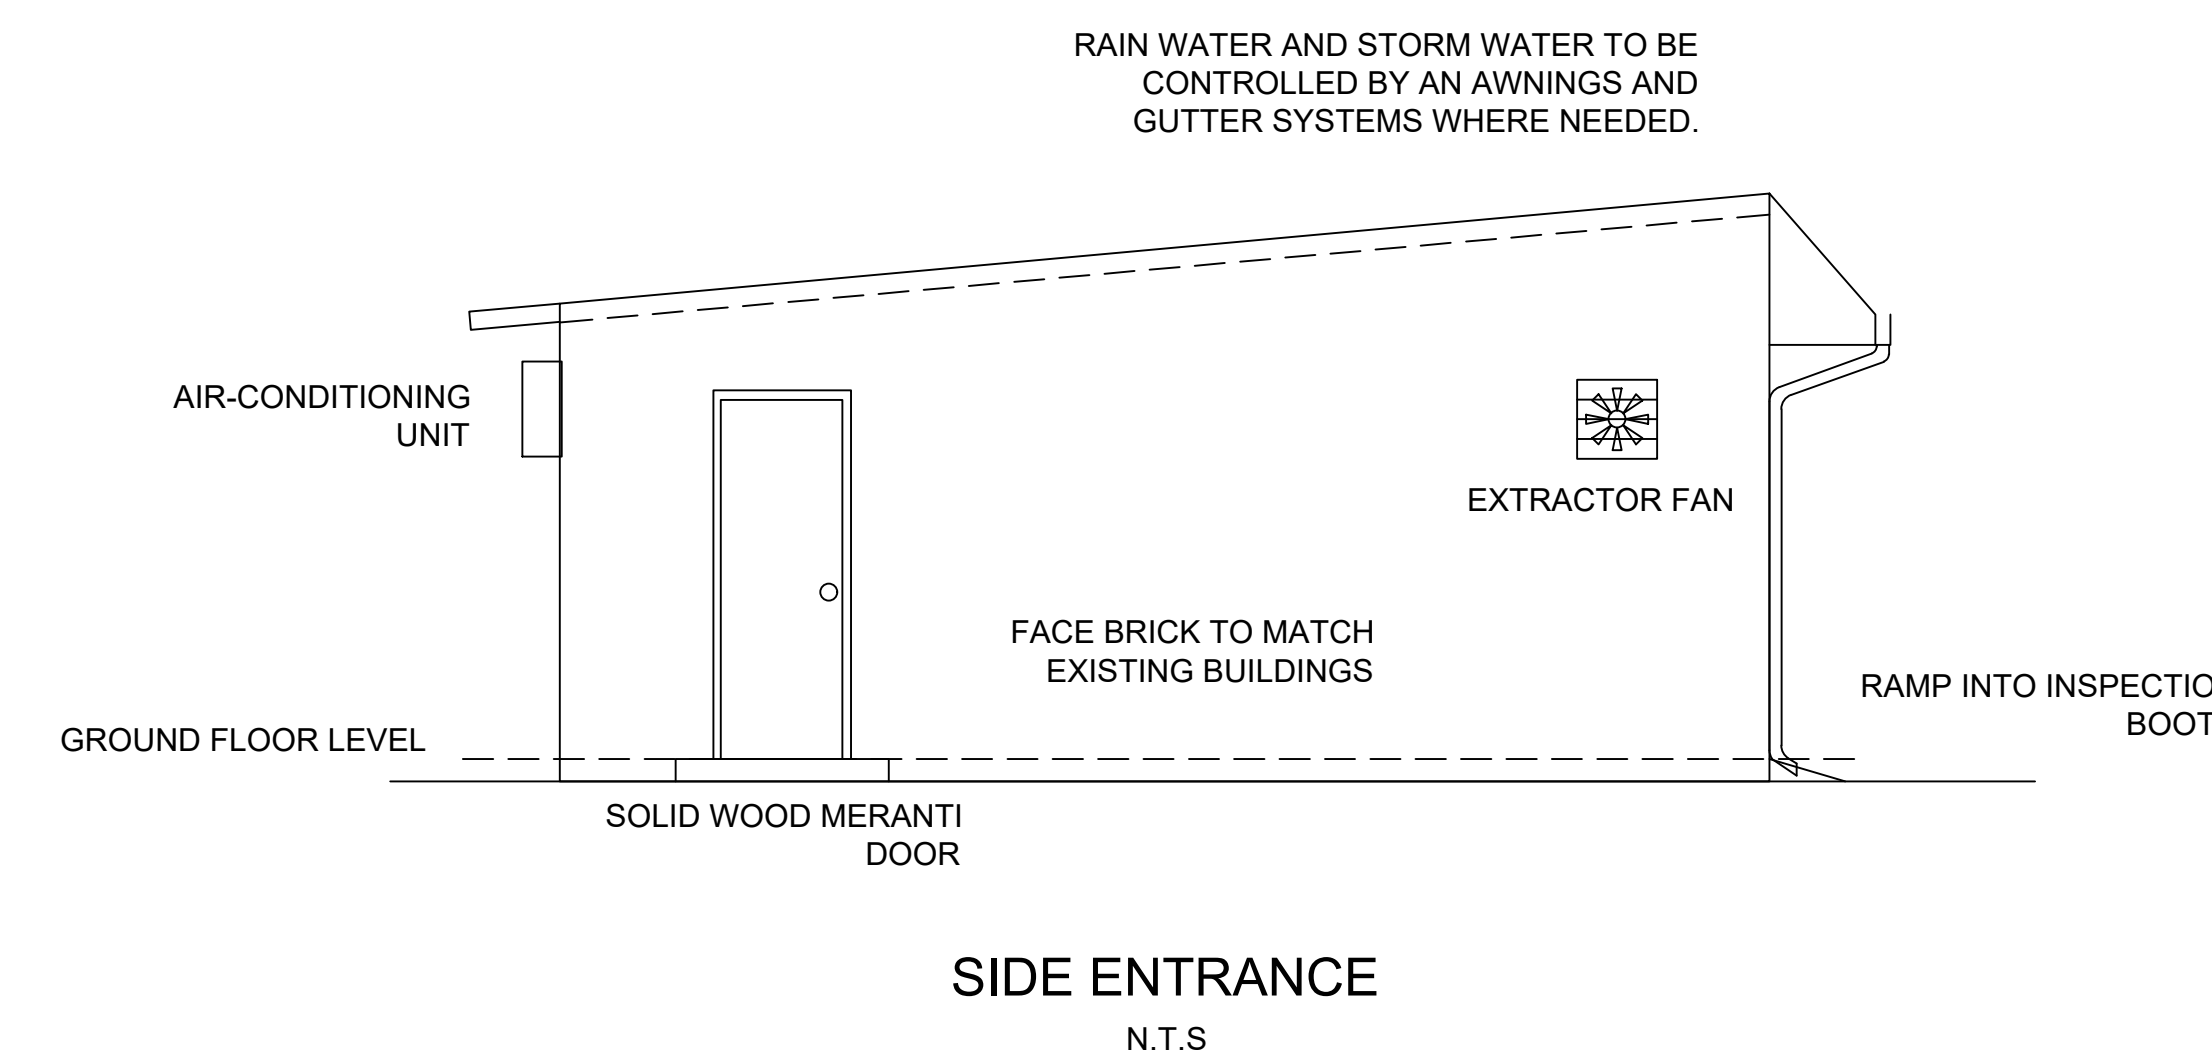 RAIN WATER AND STORM WATER TO BE
CONTROLLED BY AN AWNINGS AND
GUTTER SYSTEMS WHERE NEEDED.
AIR-CONDITIONING
UNIT
EXTRACTOR FAN
FACE BRICK TO MATCH
EXISTING BUILDINGS
RAMP INTO INSPECTIO
BOOT
GROUND FLOOR LEVEL
SOLID WOOD MERANTI
DOOR
SIDE ENTRANCE
N.T.S